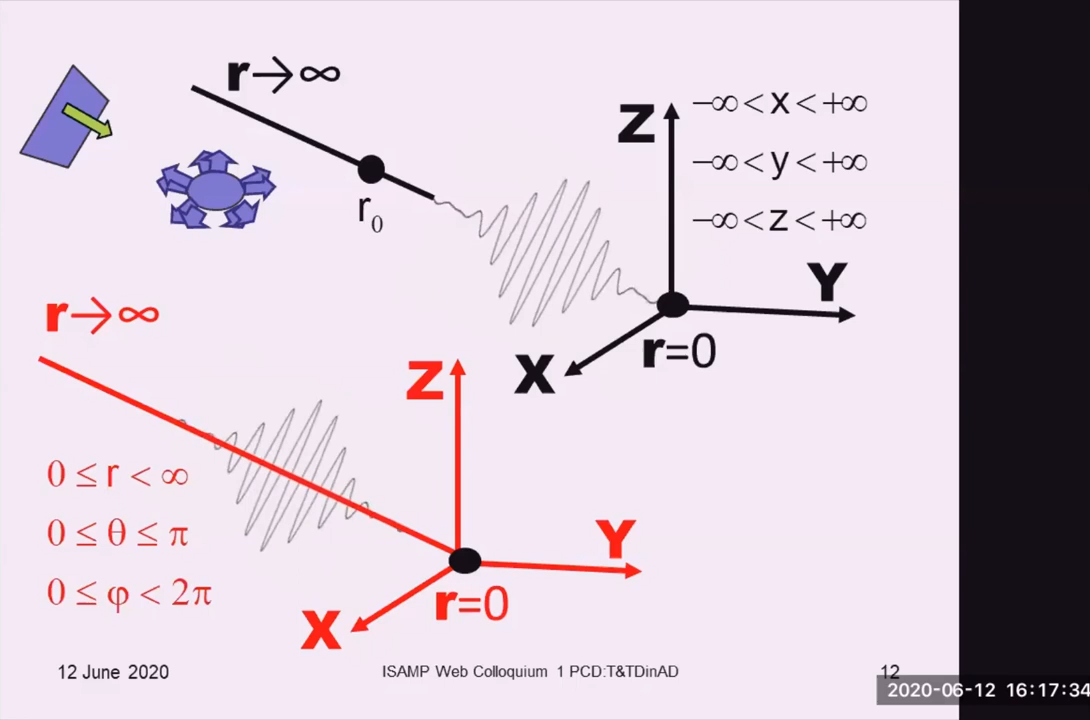 r→∞
r₀
Z
−∞<x<+∞
−∞<y<+∞
−∞<z<+∞
Y
X
r=0
r→∞
Z
0 ≤ r < ∞
0 ≤ θ ≤ π
0 ≤ φ < 2π
Y
X
r=0
12 June 2020
ISAMP Web Colloquium 1 PCD:T&TDinAD
12
2020-06-12 16:17:34